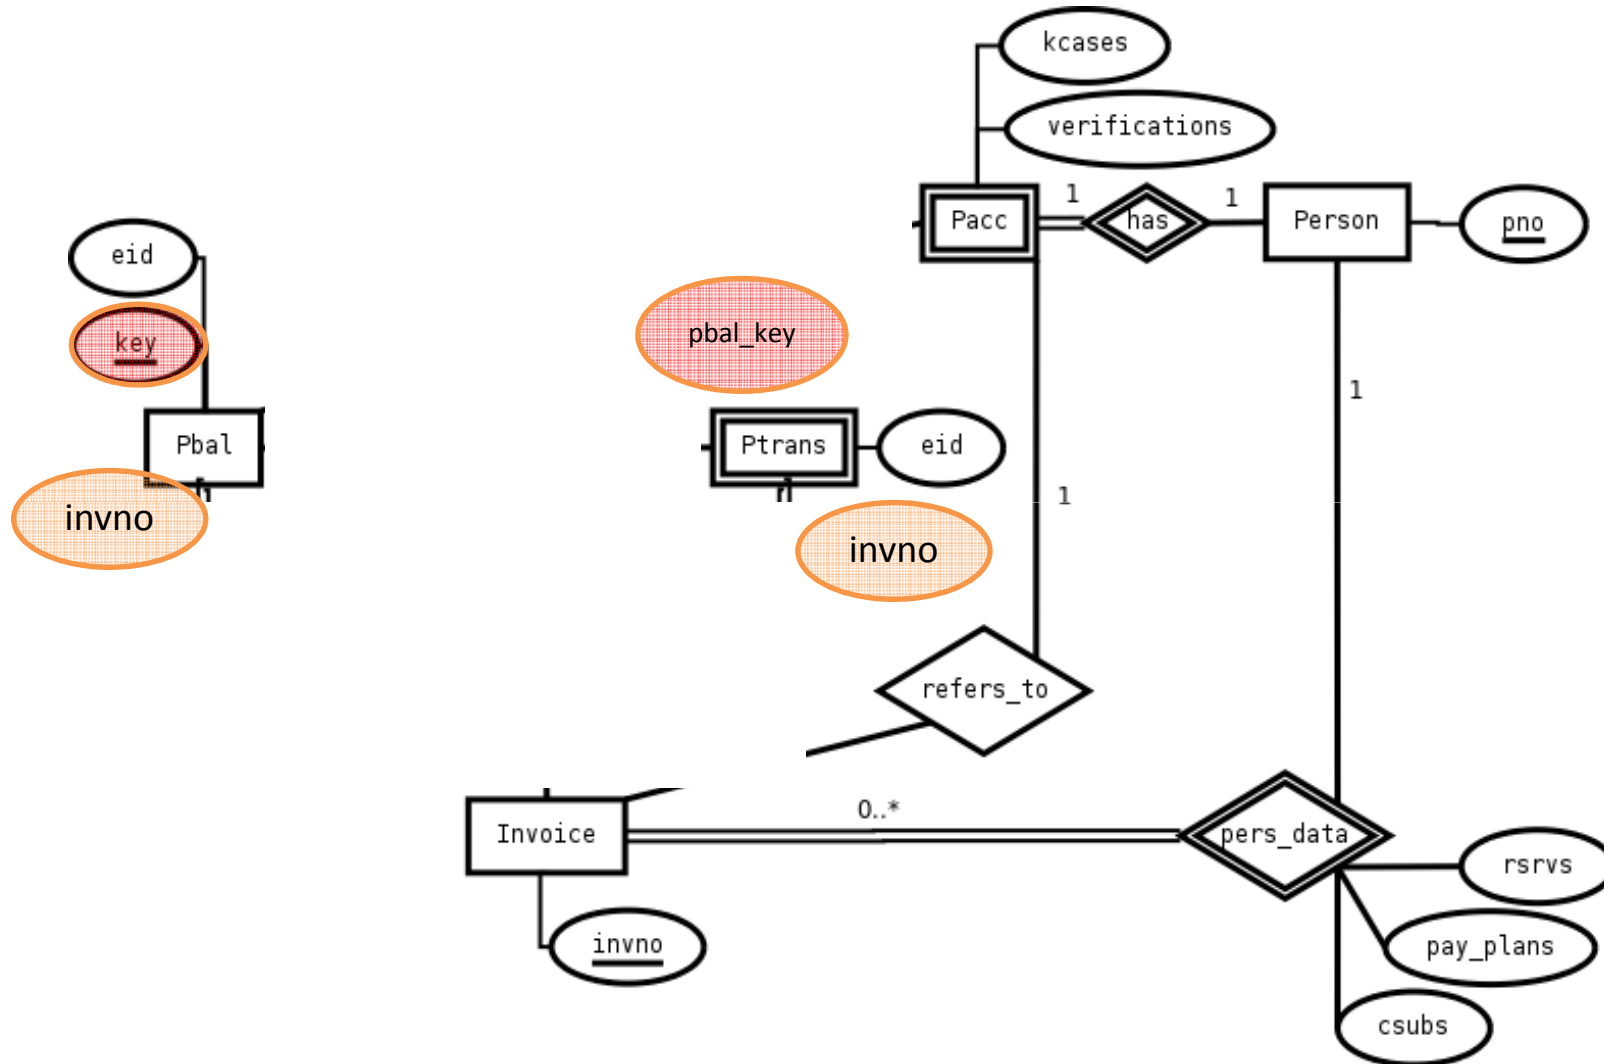 kcases
verifications
1
1
Pacc
has
Person
pno
eid
key
pbal_key
1
Pbal
Ptrans
eid
1
invno
invno
refers_to
0..*
Invoice
pers_data
rsrvs
invno
pay_plans
csubs